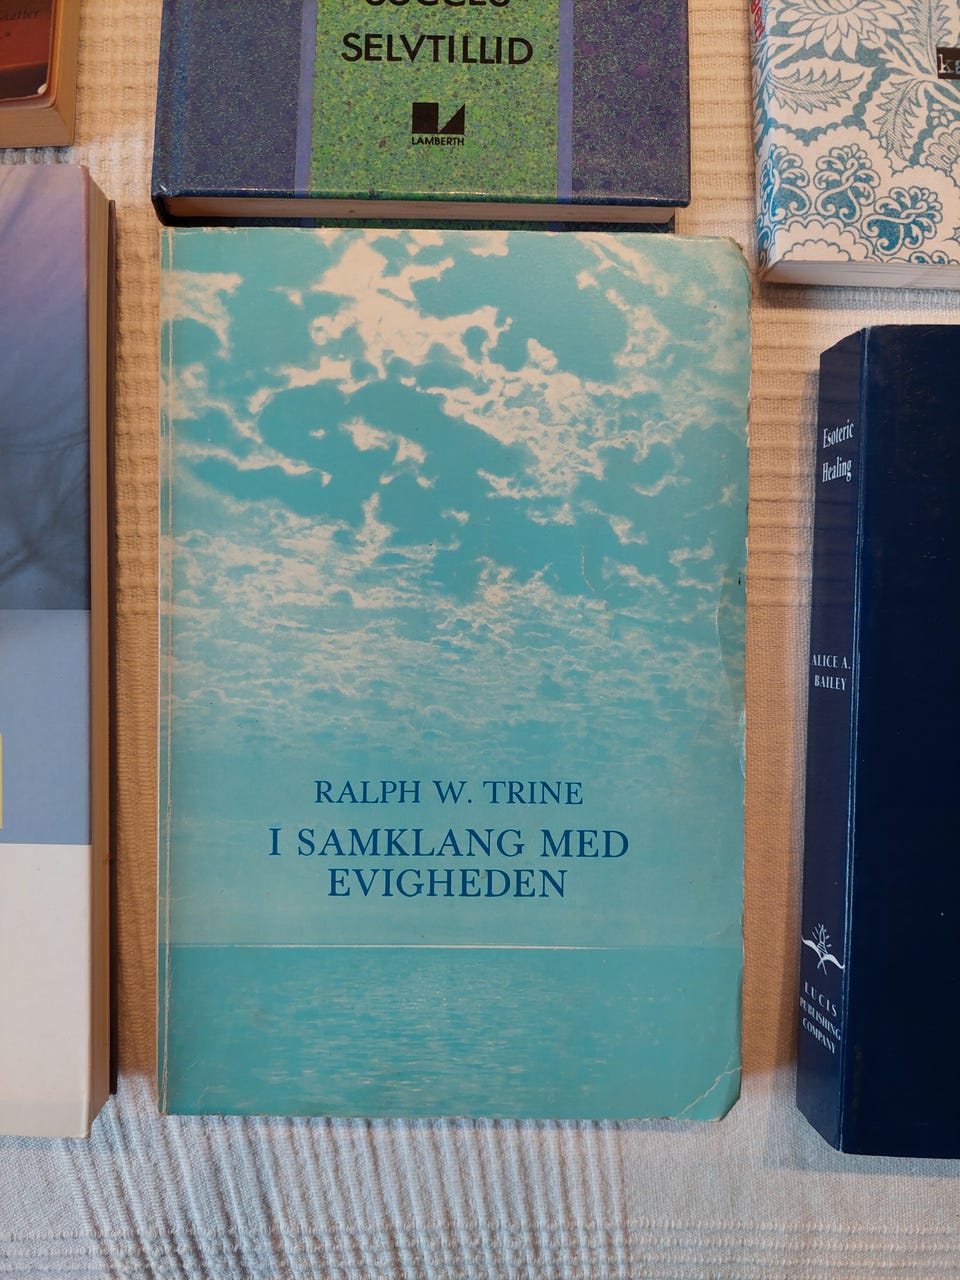 SELVTILLID
LAMBERTH
RALPH W. TRINE
I SAMKLANG MED
EVIGHEDEN
Esoteric
Healing
ALICE A.
BAILEY
LUCIS
PUBLISHING
COMPANY